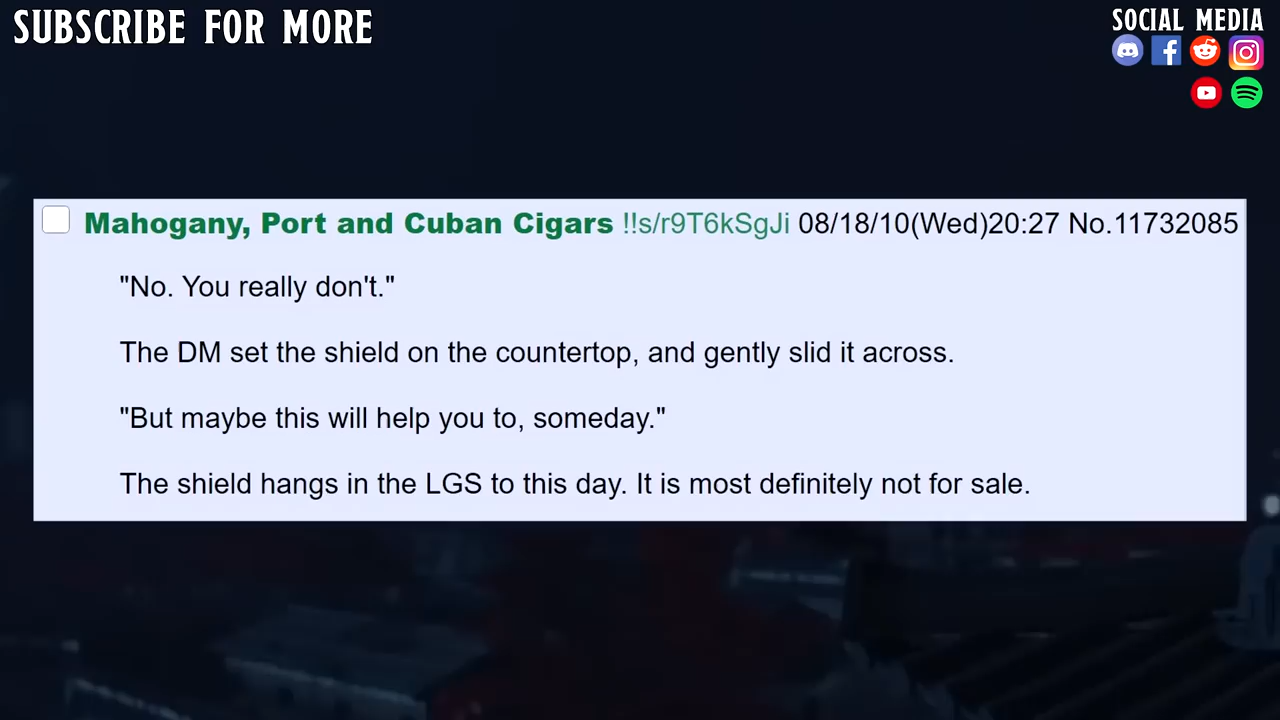 SUBSCRIBE FOR MORE
SOCIAL MEDIA
Mahogany, Port and Cuban Cigars !!s/r9T6kSgJi 08/18/10(Wed)20:27 No.11732085
"No. You really don't."
The DM set the shield on the countertop, and gently slid it across.
"But maybe this will help you to, someday."
The shield hangs in the LGS to this day. It is most definitely not for sale.